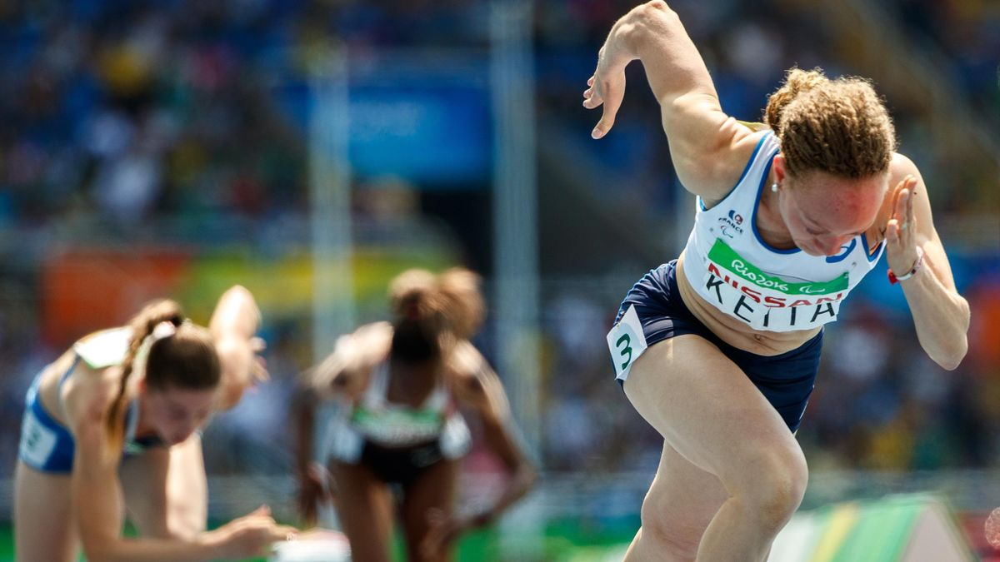 FRANCE
Rio2016
NISSAN
KEITA
3